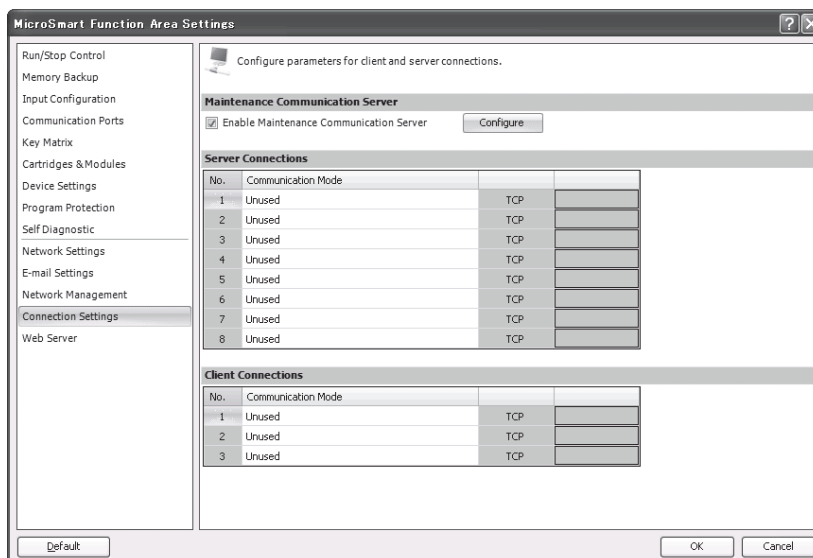 MicroSmart Function Area Settings
Run/Stop Control
Memory Backup
Input Configuration
Communication Ports
Key Matrix
Cartridges &Modules
Device Settings
Program Protection
Self Diagnostic
Network Settings
E-mail Settings
Network Management
Connection Settings
Web Server
Configure parameters for client and server connections.
Maintenance Communication Server
Enable Maintenance Communication Server Configure
Server Connections
No. Communication Mode
1 Unused TCP
2 Unused TCP
3 Unused TCP
4 Unused TCP
5 Unused TCP
6 Unused TCP
7 Unused TCP
8 Unused TCP
Client Connections
No. Communication Mode
1 Unused TCP
2 Unused TCP
3 Unused TCP
Default OK Cancel